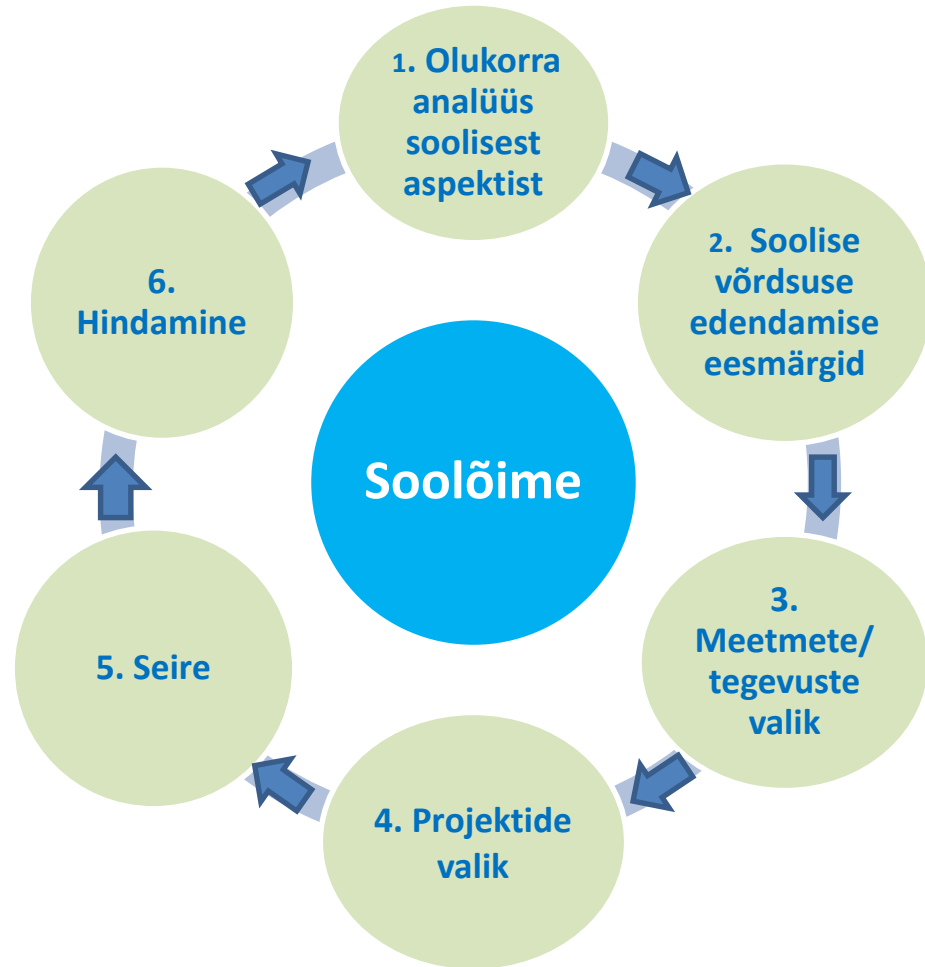 1. Olukorra
analüüs
soolisest
aspektist
2. Soolise
võrdsuse
edendamise
eesmärgid
3.
Meetmete/
tegevuste
valik
4. Projektide
valik
5. Seire
6.
Hindamine
Soolõime